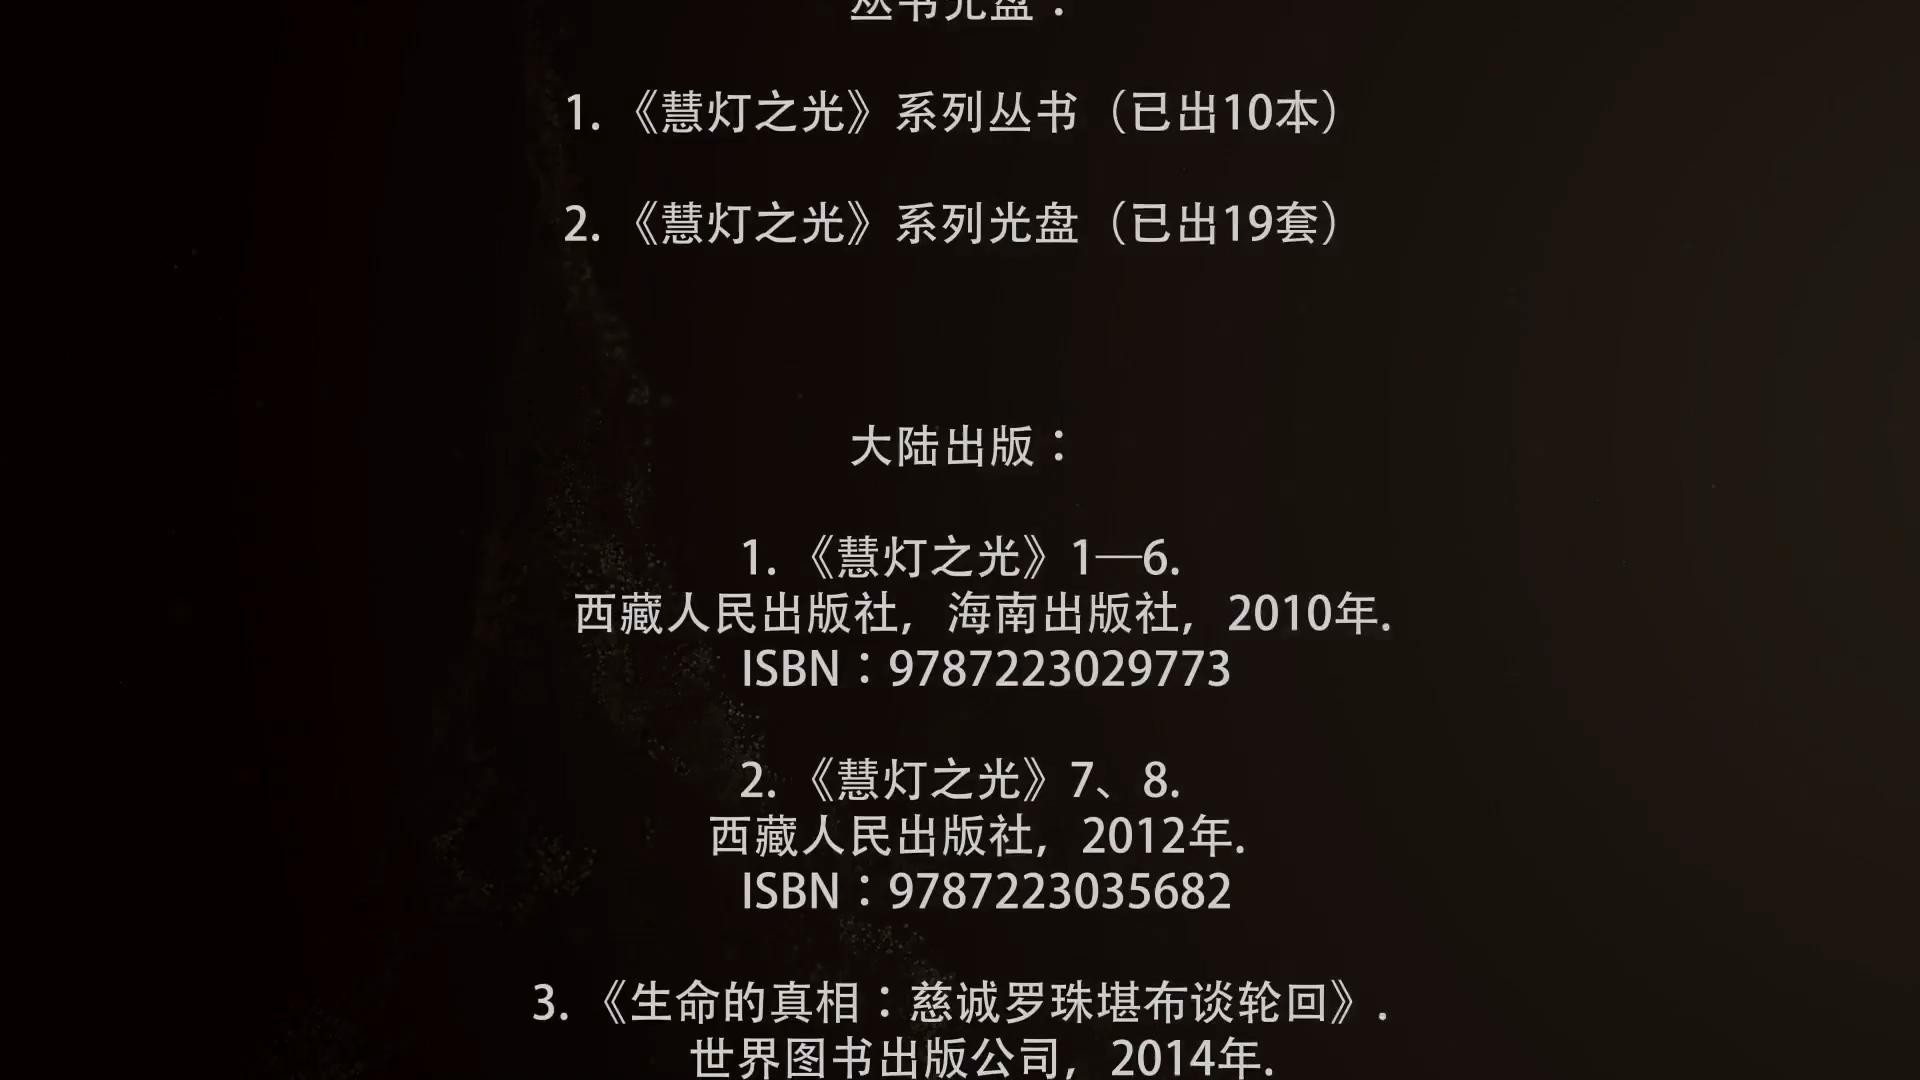 丛书光盘：
1. 《慧灯之光》系列丛书（已出10本）
2. 《慧灯之光》系列光盘（已出19套）
大陆出版：
1. 《慧灯之光》1—6.
西藏人民出版社，海南出版社，2010年.
ISBN：9787223029773
2. 《慧灯之光》7、8.
西藏人民出版社，2012年.
ISBN：9787223035682
3. 《生命的真相：慈诚罗珠堪布谈轮回》.
世界图书出版公司，2014年.